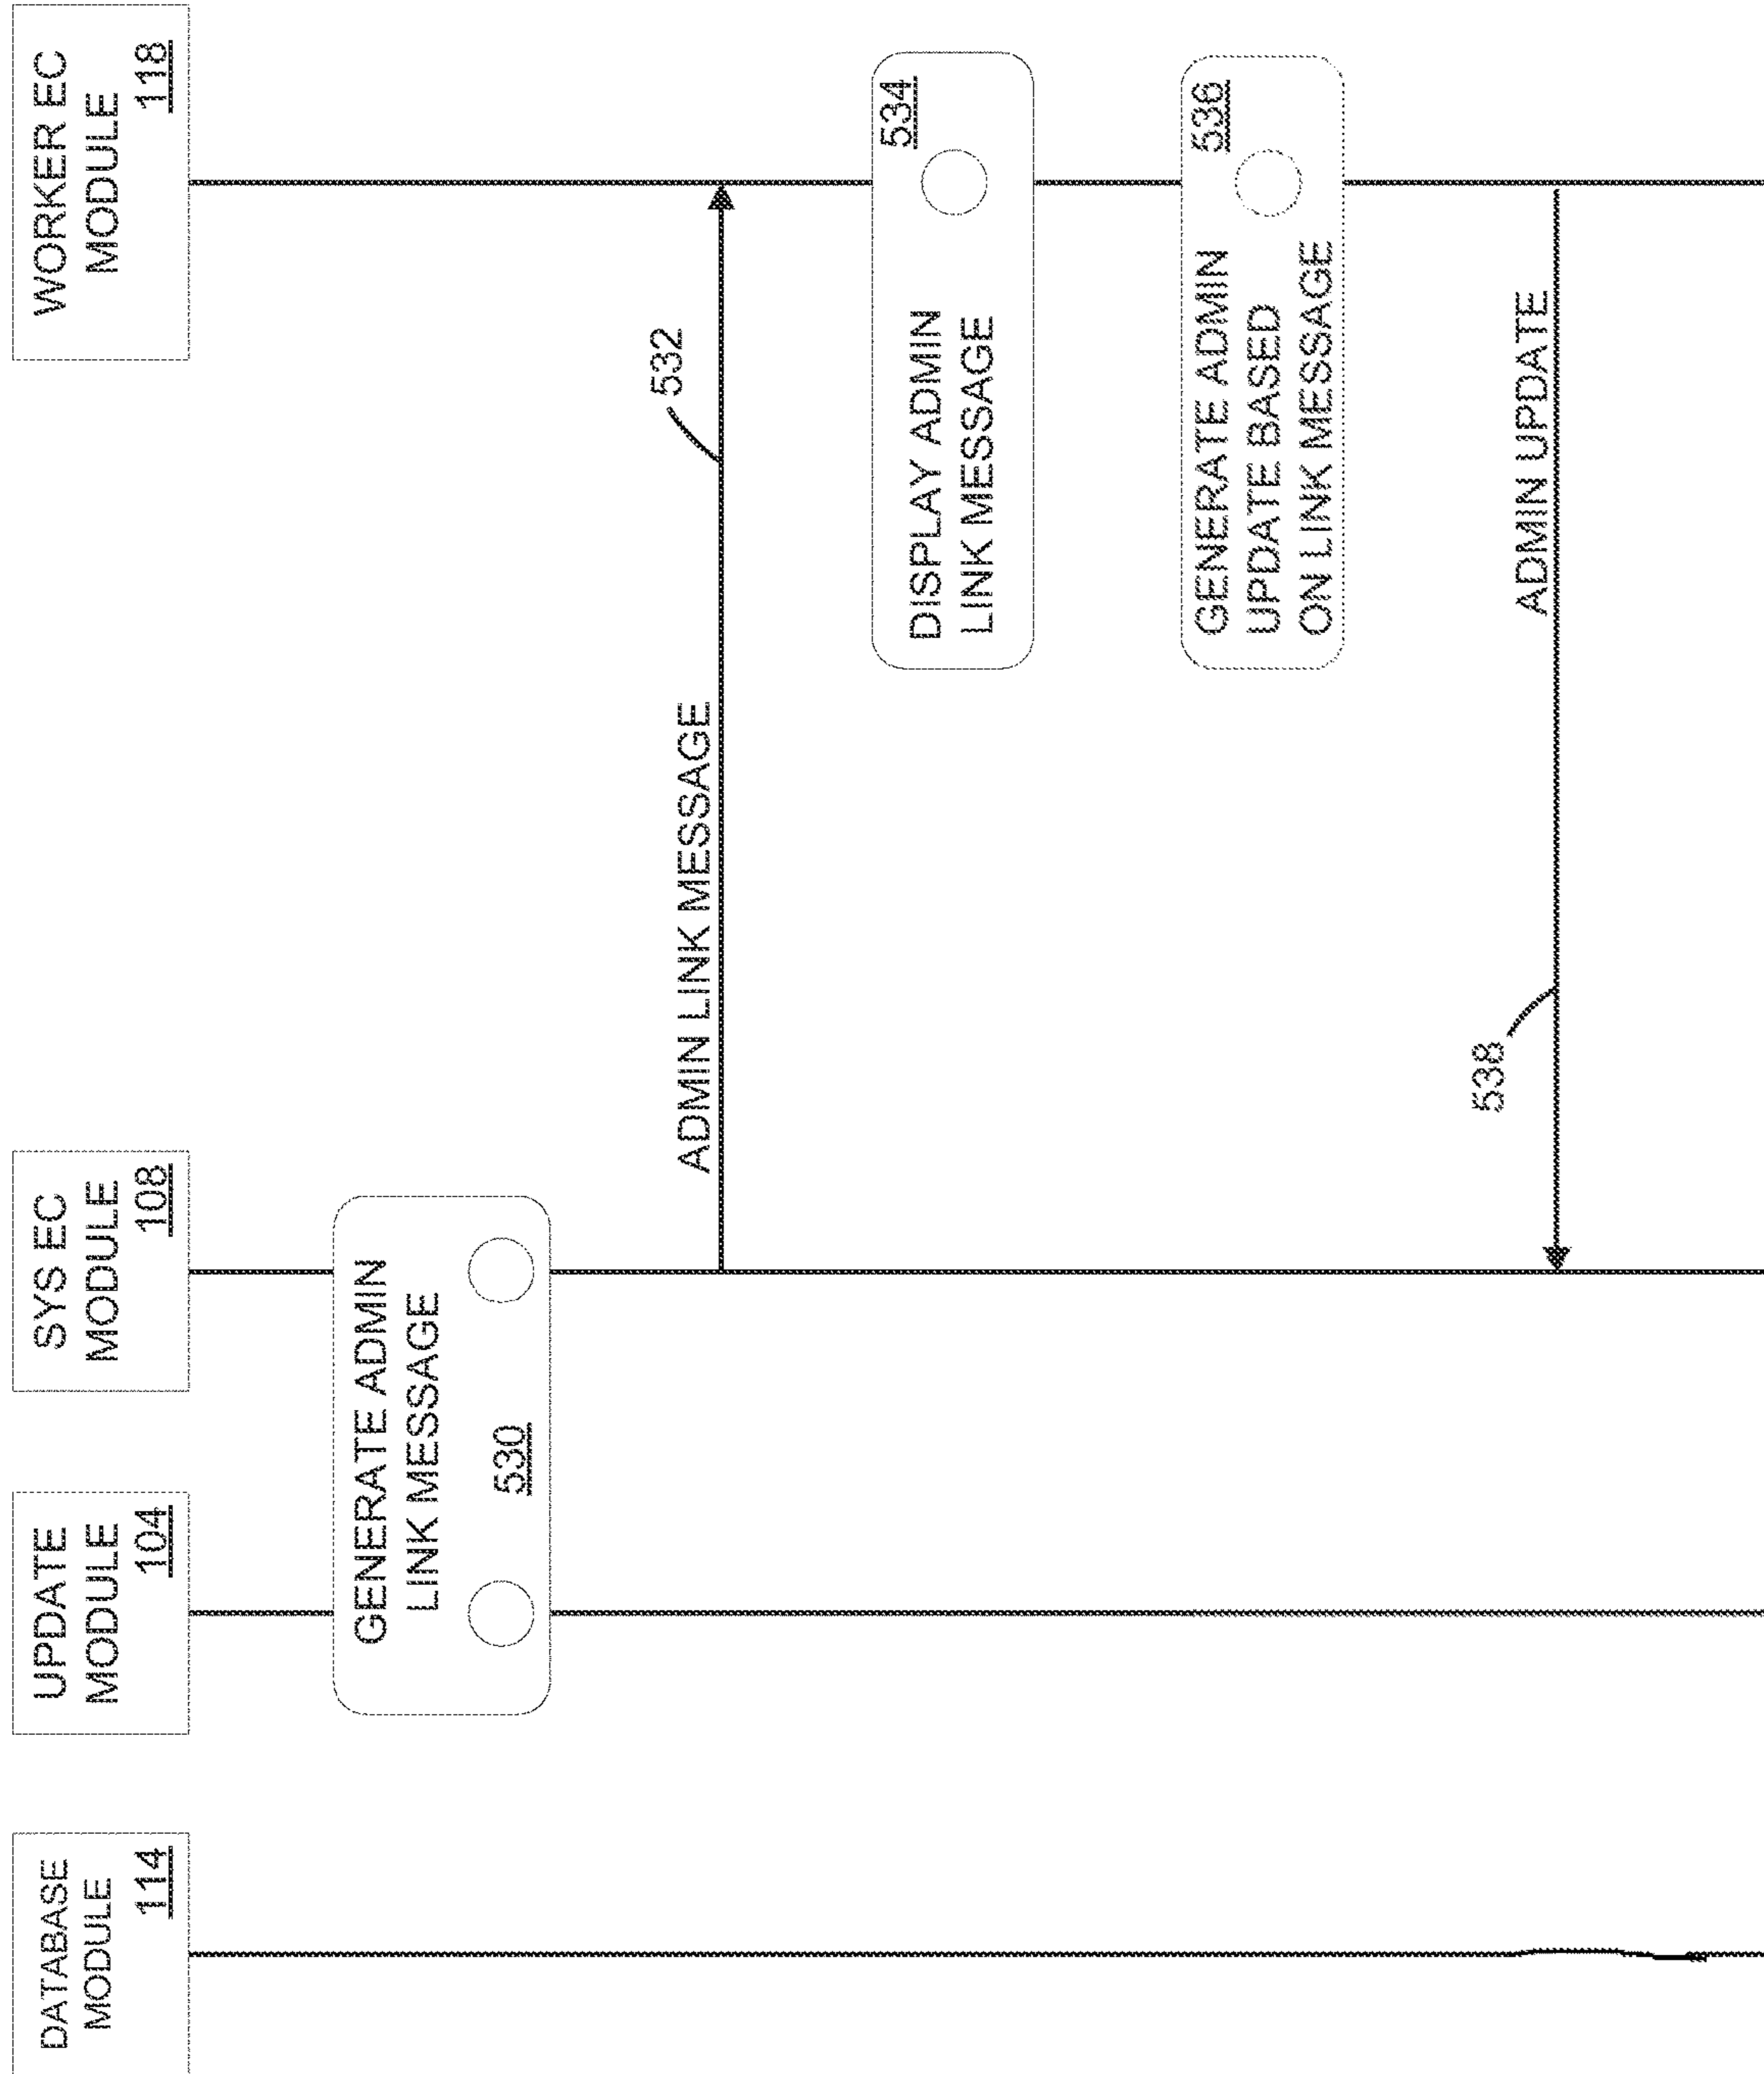 DATABASE
MODULE
114
UPDATE
MODULE
104
SYS EC
MODULE
108
WORKER EC
MODULE
118
GENERATE ADMIN
LINK MESSAGE
530
ADMIN LINK MESSAGE
532
534
DISPLAY ADMIN
LINK MESSAGE
536
GENERATE ADMIN
UPDATE BASED
ON LINK MESSAGE
538
ADMIN UPDATE